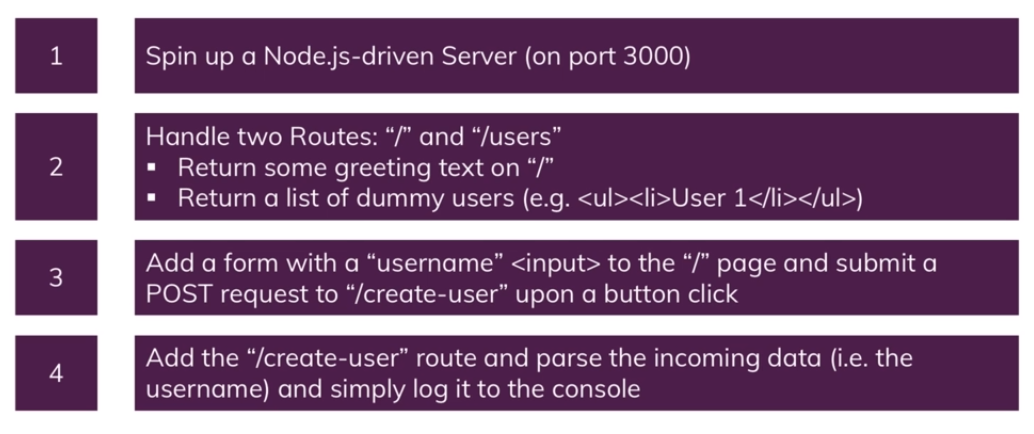 1
Spin up a Node.js-driven Server (on port 3000)
2
Handle two Routes: “/” and “/users”
▪ Return some greeting text on “/”
▪ Return a list of dummy users (e.g. <ul><li>User 1</li></ul>)
3
Add a form with a “username” <input> to the “/” page and submit a
POST request to “/create-user” upon a button click
4
Add the “/create-user” route and parse the incoming data (i.e. the
username) and simply log it to the console